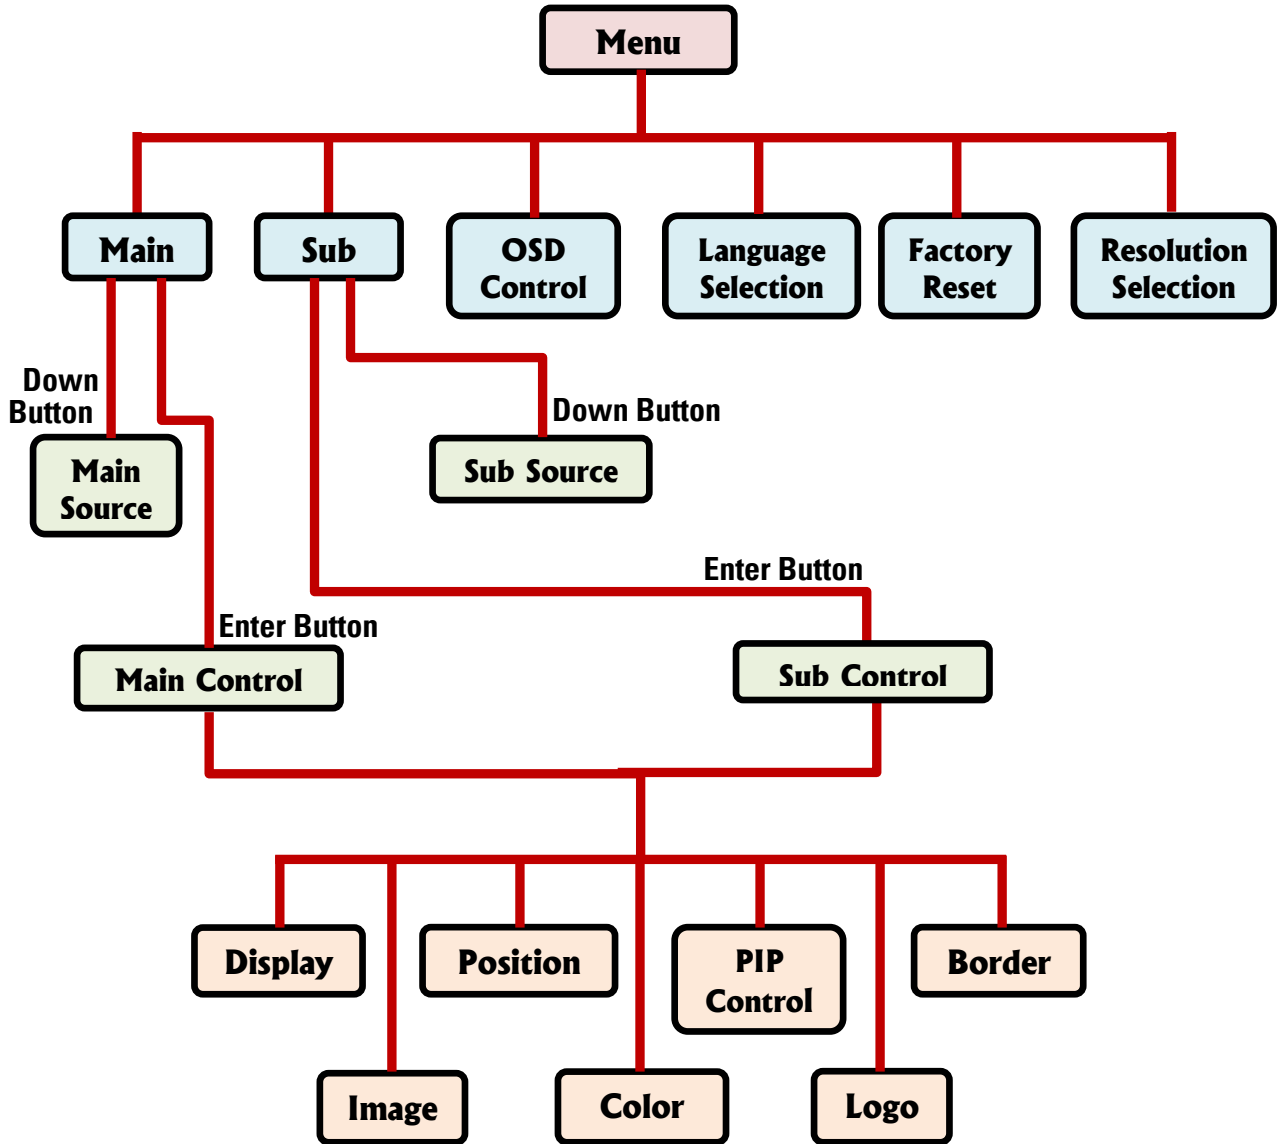 Menu
Main
Sub
OSD
Control
Language
Selection
Factory
Reset
Resolution
Selection
Down
Button
Down Button
Main
Source
Sub Source
Enter Button
Enter Button
Main Control
Sub Control
Display
Position
PIP
Control
Border
Image
Color
Logo